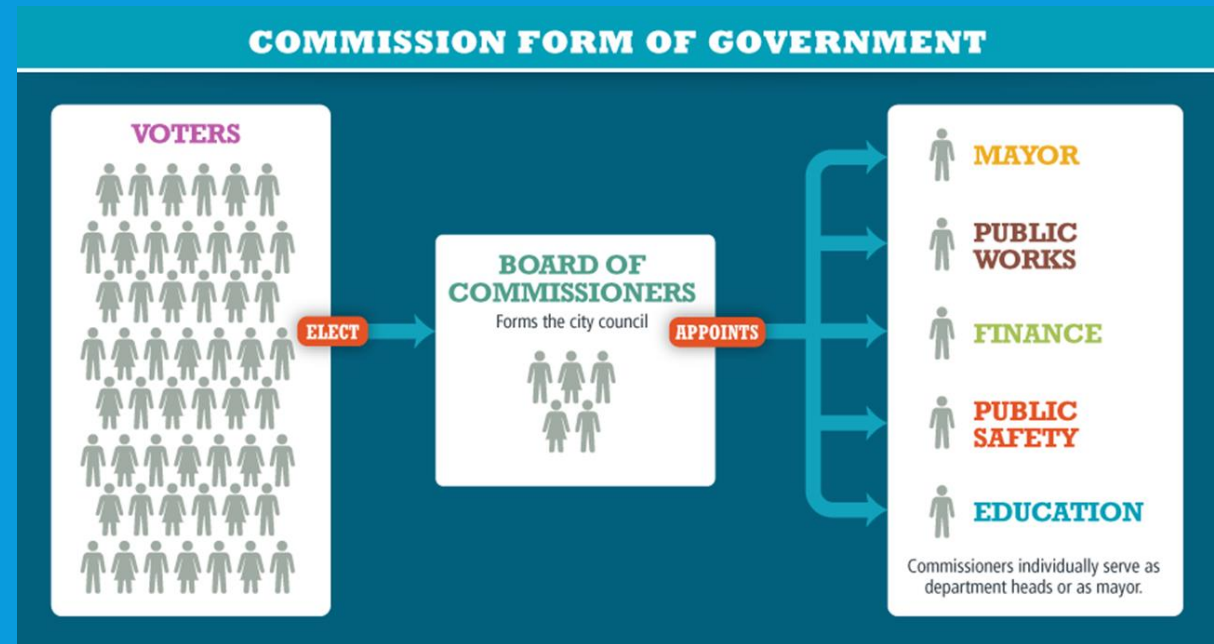 COMMISSION FORM OF GOVERNMENT
VOTERS
ELECT
BOARD OF
COMMISSIONERS
Forms the city council
APPOINTS
MAYOR
PUBLIC
WORKS
FINANCE
PUBLIC
SAFETY
EDUCATION
Commissioners individually serve as
department heads or as mayor.